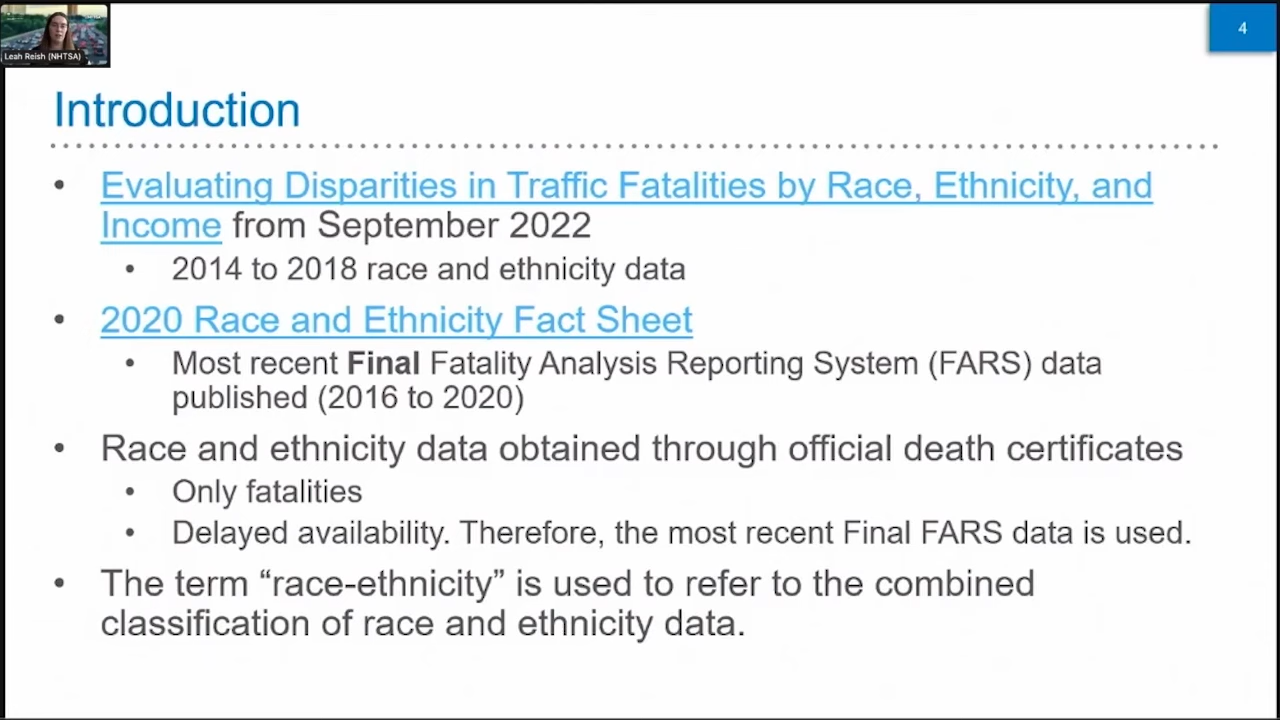 Leah Reish (NHTSA)
4
Introduction
• Evaluating Disparities in Traffic Fatalities by Race, Ethnicity, and
Income from September 2022
• 2014 to 2018 race and ethnicity data
• 2020 Race and Ethnicity Fact Sheet
• Most recent Final Fatality Analysis Reporting System (FARS) data
published (2016 to 2020)
• Race and ethnicity data obtained through official death certificates
• Only fatalities
• Delayed availability. Therefore, the most recent Final FARS data is used.
• The term “race-ethnicity” is used to refer to the combined
classification of race and ethnicity data.